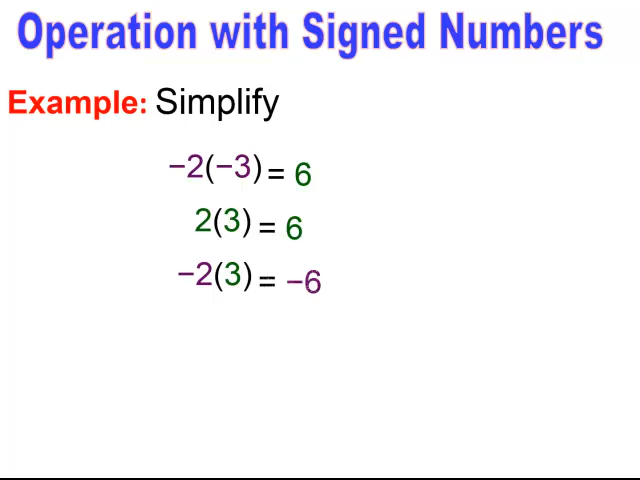 Operation with Signed Numbers
Example: Simplify
−2(−3) = 6
2(3) = 6
−2(3) = −6